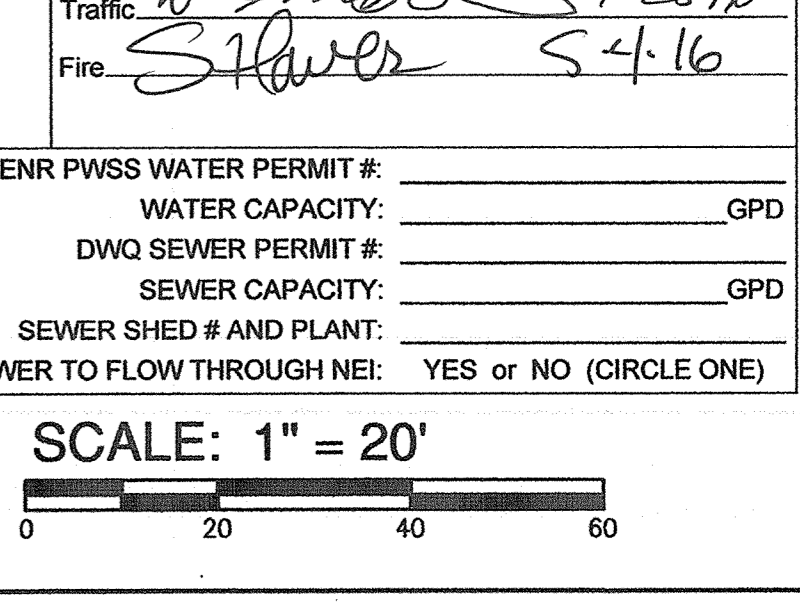 Traffic
Fire 5-4-16
ENR PWSS WATER PERMIT #:
WATER CAPACITY: GPD
DWQ SEWER PERMIT #:
SEWER CAPACITY: GPD
SEWER SHED # AND PLANT:
WER TO FLOW THROUGH NEI: YES or NO (CIRCLE ONE)
SCALE: 1" = 20'
0 20 40 60